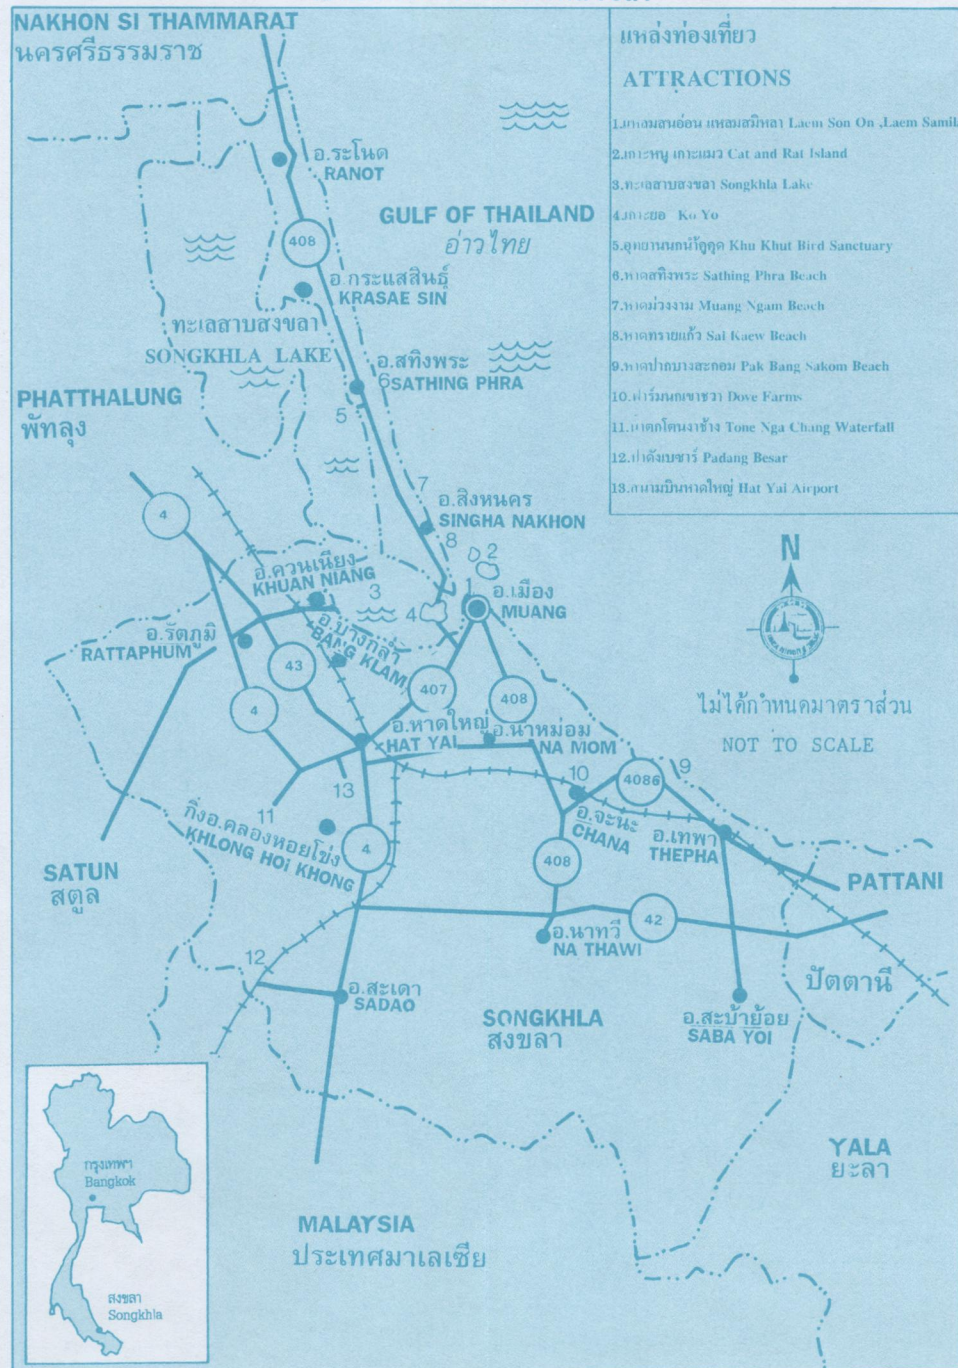 NAKHON SI THAMMARAT
นครศรีธรรมราช
แหล่งท่องเที่ยว
ATTRACTIONS
1.แหลมสนอ่อน แหลมสมิหลา Laem Son On ,Laem Samil
2.เกาะหนู เกาะแมว Cat and Rat Island
3.ทะเลสาบสงขลา Songkhla Lake
4.เกาะยอ Ko Yo
5.อุทยานนกน้ำคูขุด Khu Khut Bird Sanctuary
6.หาดสทิงพระ Sathing Phra Beach
7.หาดม่วงงาม Muang Ngam Beach
8.หาดทรายแก้ว Sai Kaew Beach
9.หาดปากบางสะกอม Pak Bang Sakom Beach
10.ฟาร์มนกเขาชวา Dove Farms
11.น้ำตกโตนงาช้าง Tone Nga Chang Waterfall
12.ปาดังเบซาร์ Padang Besar
13.สนามบินหาดใหญ่ Hat Yai Airport
อ.ระโนด
RANOT
GULF OF THAILAND
อ่าวไทย
408
อ.กระแสสินธุ์
KRASAE SIN
ทะเลสาบสงขลา
SONGKHLA LAKE
อ.สทิงพระ
6 SATHING PHRA
PHATTHALUNG
พัทลุง
5
7
อ.สิงหนคร
SINGHA NAKHON
4
8
2
N
อ.ควนเนียง
KHUAN NIANG
3
4
1
อ.เมือง
MUANG
อ.รัตภูมิ
RATTAPHUM
อ.บางกล่ำ
BANG KLAM
43
407
408
4
ไม่ได้กำหนดมาตราส่วน
NOT TO SCALE
อ.หาดใหญ่
HAT YAI
อ.นาหม่อม
NA MOM
9
10
4086
13
11
กิ่งอ.คลองหอยโข่ง
KHLONG HOI KHONG
4
อ.จะนะ
CHANA
อ.เทพา
THEPHA
408
SATUN
สตูล
PATTANI
42
อ.นาทวี
NA THAWI
12
อ.สะเดา
SADAO
ปัตตานี
SONGKHLA
สงขลา
อ.สะบ้าย้อย
SABA YOI
YALA
ยะลา
MALAYSIA
ประเทศมาเลเซีย
กรุงเทพฯ
Bangkok
สงขลา
Songkhla